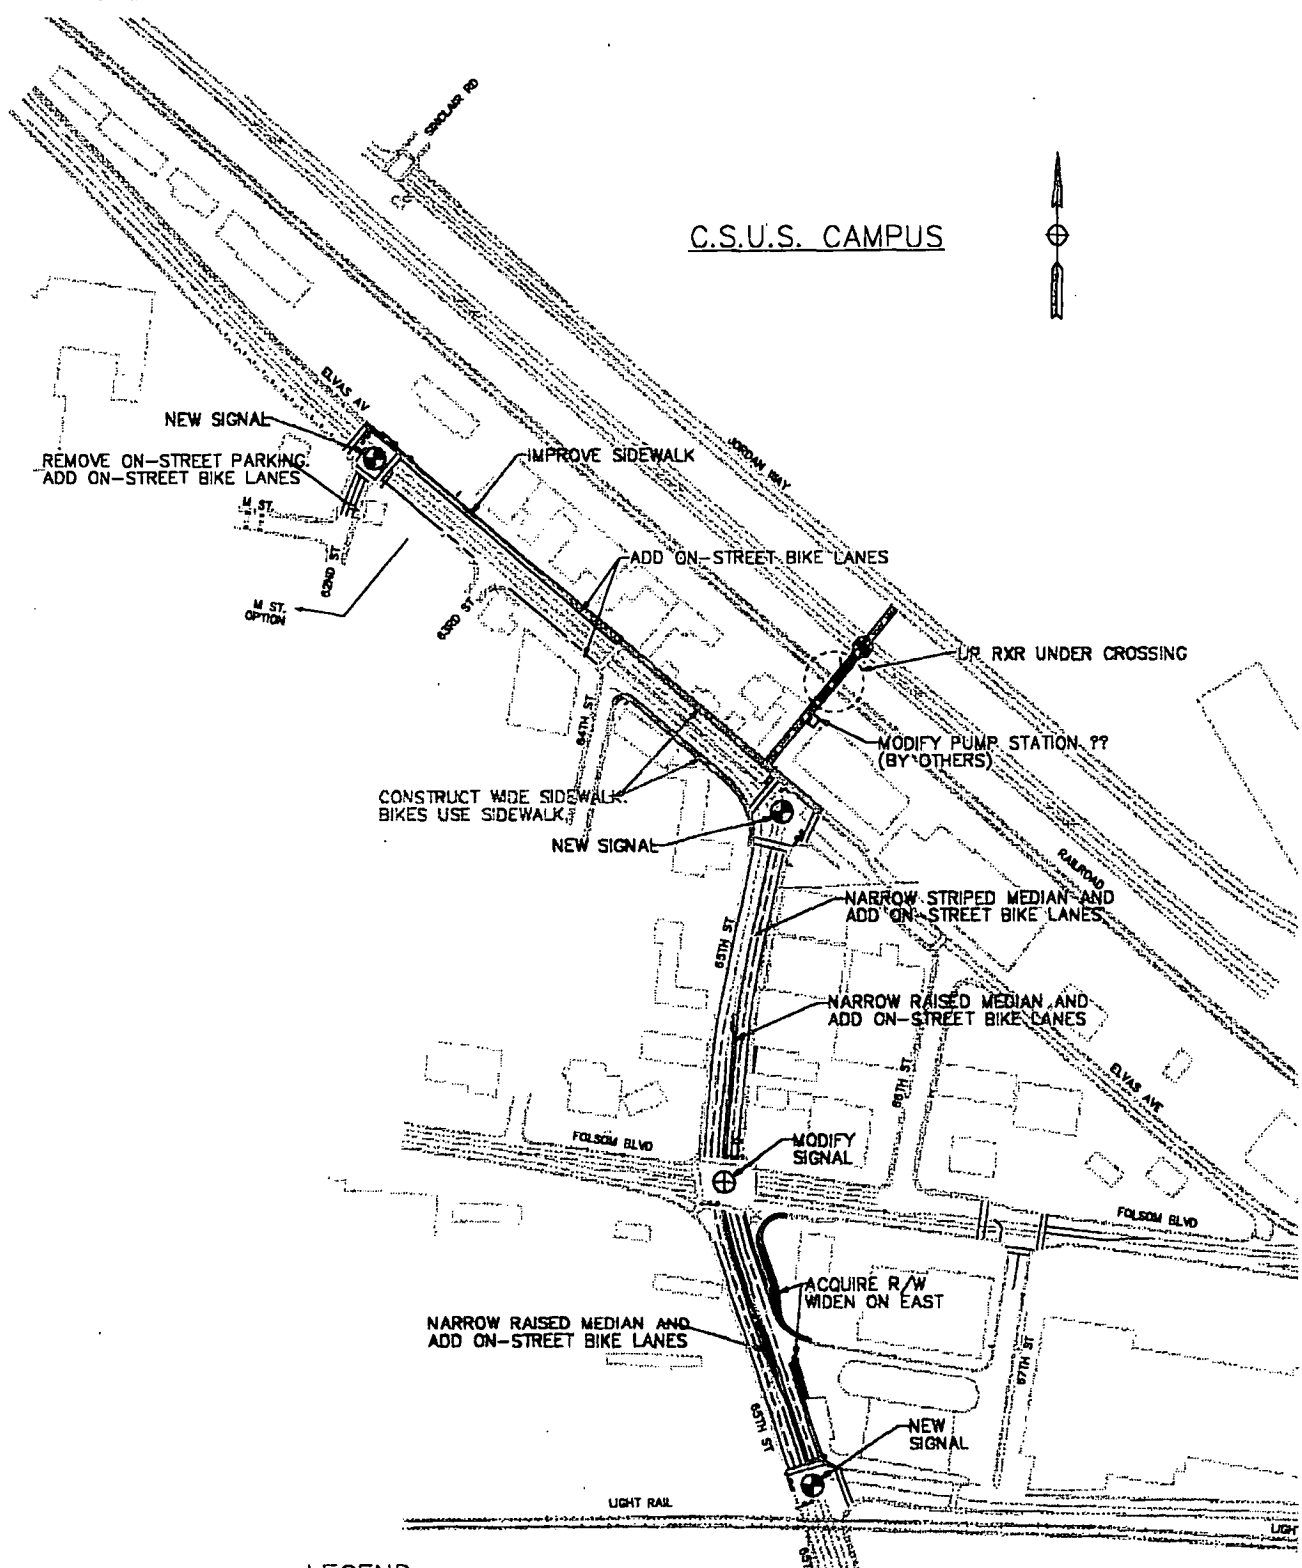 SINCLAIR RD
C.S.U.S. CAMPUS
ELVAS AV
NEW SIGNAL
REMOVE ON-STREET PARKING.
ADD ON-STREET BIKE LANES
IMPROVE SIDEWALK
JORDAN WAY
M ST.
62ND ST
M ST.
OPTION
63RD ST
ADD ON-STREET BIKE LANES
UP RXR UNDER CROSSING
64TH ST
MODIFY PUMP STATION ??
(BY OTHERS)
CONSTRUCT WIDE SIDEWALK.
BIKES USE SIDEWALK.
NEW SIGNAL
RAILROAD
NARROW STRIPED MEDIAN AND
ADD ON-STREET BIKE LANES
65TH ST
NARROW RAISED MEDIAN AND
ADD ON-STREET BIKE LANES
66TH ST
ELVAS AVE
FOLSOM BLVD
MODIFY
SIGNAL
FOLSOM BLVD
ACQUIRE R/W
WIDEN ON EAST
NARROW RAISED MEDIAN AND
ADD ON-STREET BIKE LANES
67TH ST
65TH ST
NEW
SIGNAL
LIGHT RAIL
LIGHT
65T
LEGEND